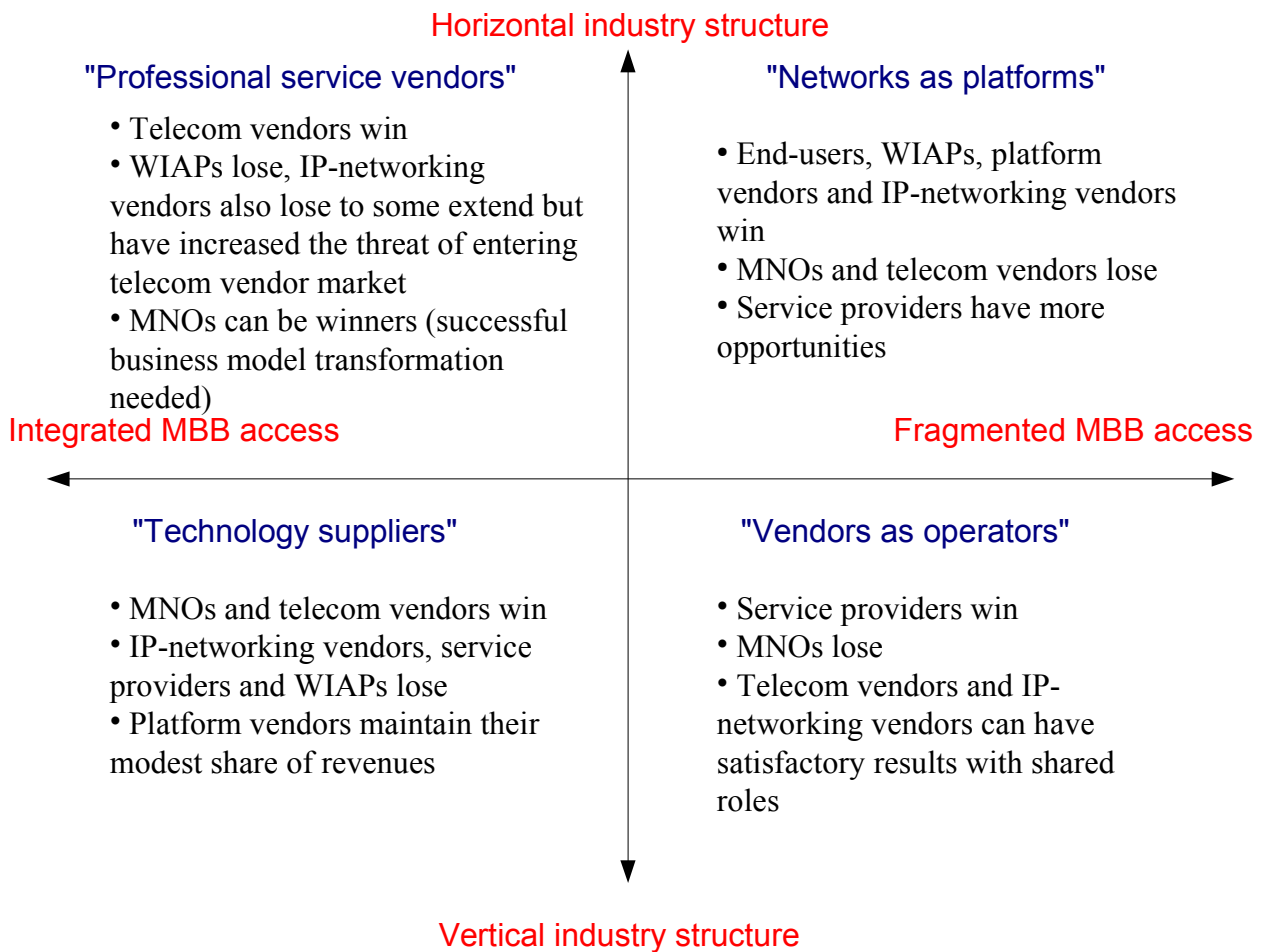 Horizontal industry structure
"Professional service vendors"
• Telecom vendors win
• WIAPs lose, IP-networking
vendors also lose to some extend but
have increased the threat of entering
telecom vendor market
• MNOs can be winners (successful
business model transformation
needed)
"Networks as platforms"
• End-users, WIAPs, platform
vendors and IP-networking vendors
win
• MNOs and telecom vendors lose
• Service providers have more
opportunities
Integrated MBB access
Fragmented MBB access
"Technology suppliers"
• MNOs and telecom vendors win
• IP-networking vendors, service
providers and WIAPs lose
• Platform vendors maintain their
modest share of revenues
"Vendors as operators"
• Service providers win
• MNOs lose
• Telecom vendors and IP-
networking vendors can have
satisfactory results with shared
roles
Vertical industry structure